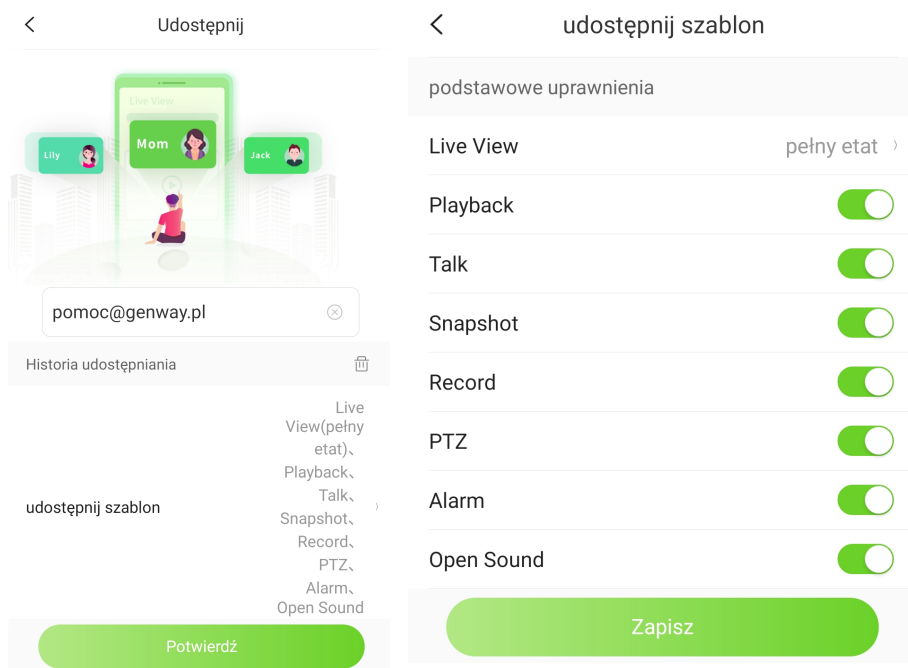 Udostępnij
Live View
Lily
Mom
Jack
pomoc@genway.pl
Historia udostępniania
udostępnij szablon
Live
View(pełny
etat)、
Playback、
Talk、
Snapshot、
Record、
PTZ、
Alarm、
Open Sound
Potwierdź
udostępnij szablon
podstawowe uprawnienia
Live View
pełny etat
Playback
Talk
Snapshot
Record
PTZ
Alarm
Open Sound
Zapisz